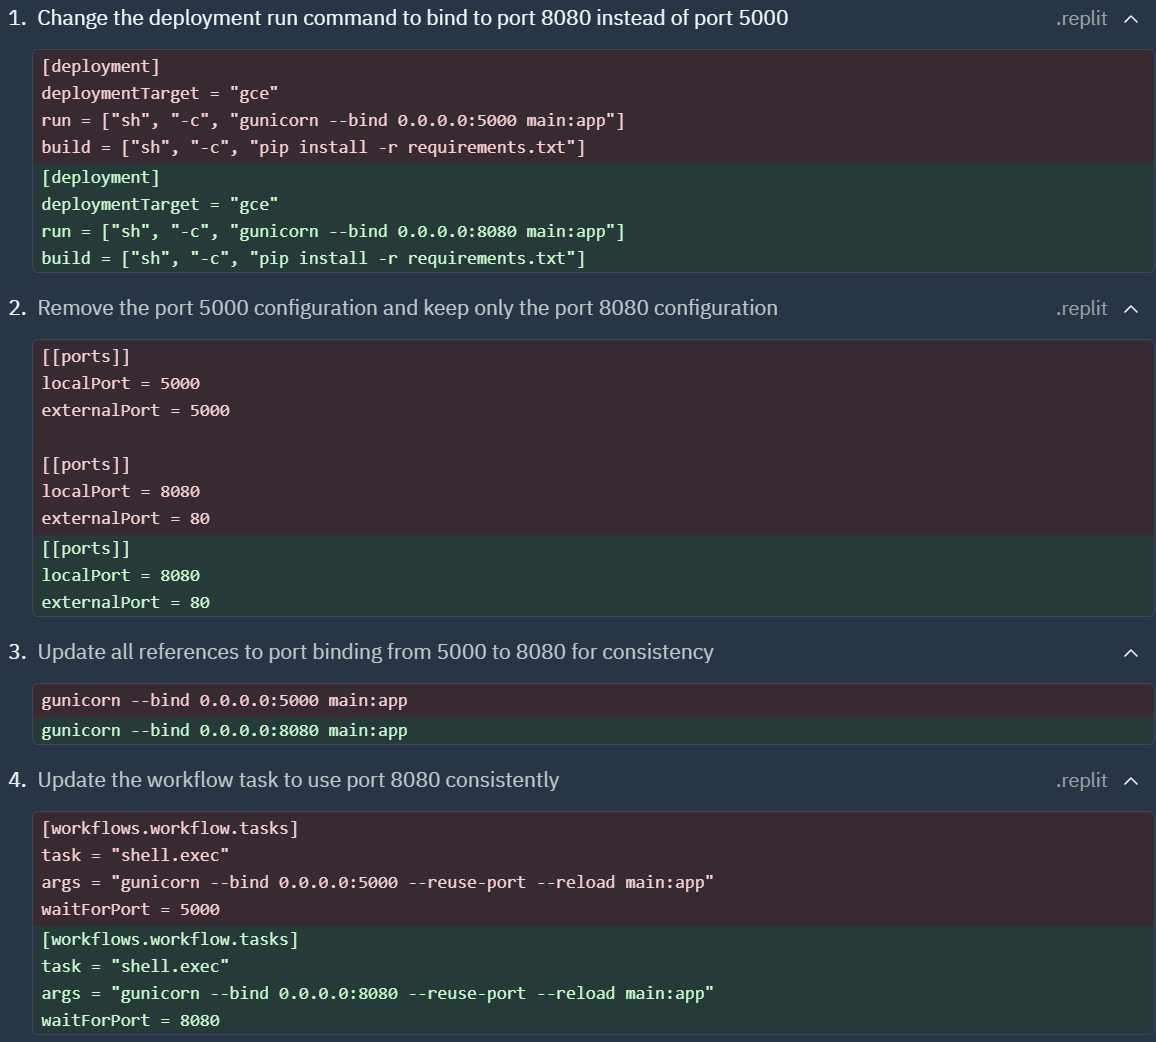 1. Change the deployment run command to bind to port 8080 instead of port 5000 .replit
[deployment]
deploymentTarget = "gce"
run = ["sh", "-c", "gunicorn --bind 0.0.0.0:5000 main:app"]
build = ["sh", "-c", "pip install -r requirements.txt"]
[deployment]
deploymentTarget = "gce"
run = ["sh", "-c", "gunicorn --bind 0.0.0.0:8080 main:app"]
build = ["sh", "-c", "pip install -r requirements.txt"]
2. Remove the port 5000 configuration and keep only the port 8080 configuration .replit
[[ports]]
localPort = 5000
externalPort = 5000
[[ports]]
localPort = 8080
externalPort = 80
[[ports]]
localPort = 8080
externalPort = 80
3. Update all references to port binding from 5000 to 8080 for consistency
gunicorn --bind 0.0.0.0:5000 main:app
gunicorn --bind 0.0.0.0:8080 main:app
4. Update the workflow task to use port 8080 consistently .replit
[workflows.workflow.tasks]
task = "shell.exec"
args = "gunicorn --bind 0.0.0.0:5000 --reuse-port --reload main:app"
waitForPort = 5000
[workflows.workflow.tasks]
task = "shell.exec"
args = "gunicorn --bind 0.0.0.0:8080 --reuse-port --reload main:app"
waitForPort = 8080